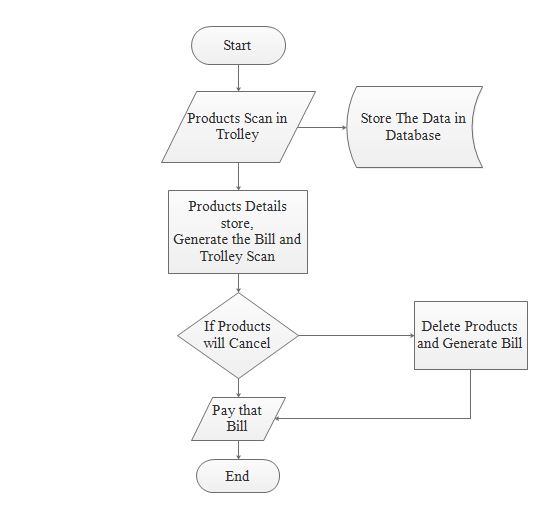 Start
Products Scan in
Trolley
Store The Data in
Database
Products Details
store,
Generate the Bill and
Trolley Scan
If Products
will Cancel
Delete Products
and Generate Bill
Pay that
Bill
End